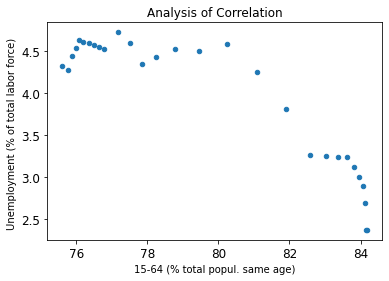 Analysis of Correlation
Unemployment (% of total labor force)
4.5
4.0
3.5
3.0
2.5
76 78 80 82 84
15-64 (% total popul. same age)